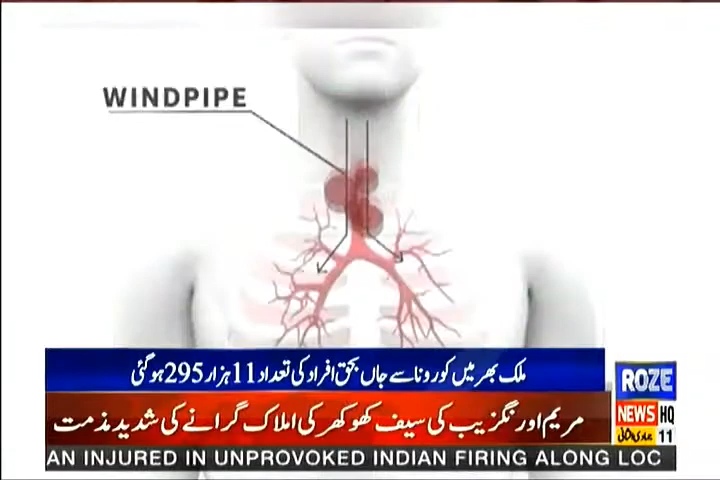 WINDPIPE
ملک بھر میں کورونا سے جاں بحق افراد کی تعداد 11 ہزار 295 ہوگئی
ROZE
مریم اورنگزیب کی سیف کھوکھر کی املاک گرانے کی شدید مذمت
NEWS HQ
11 جمادی الثانی
AN INJURED IN UNPROVOKED INDIAN FIRING ALONG LOC